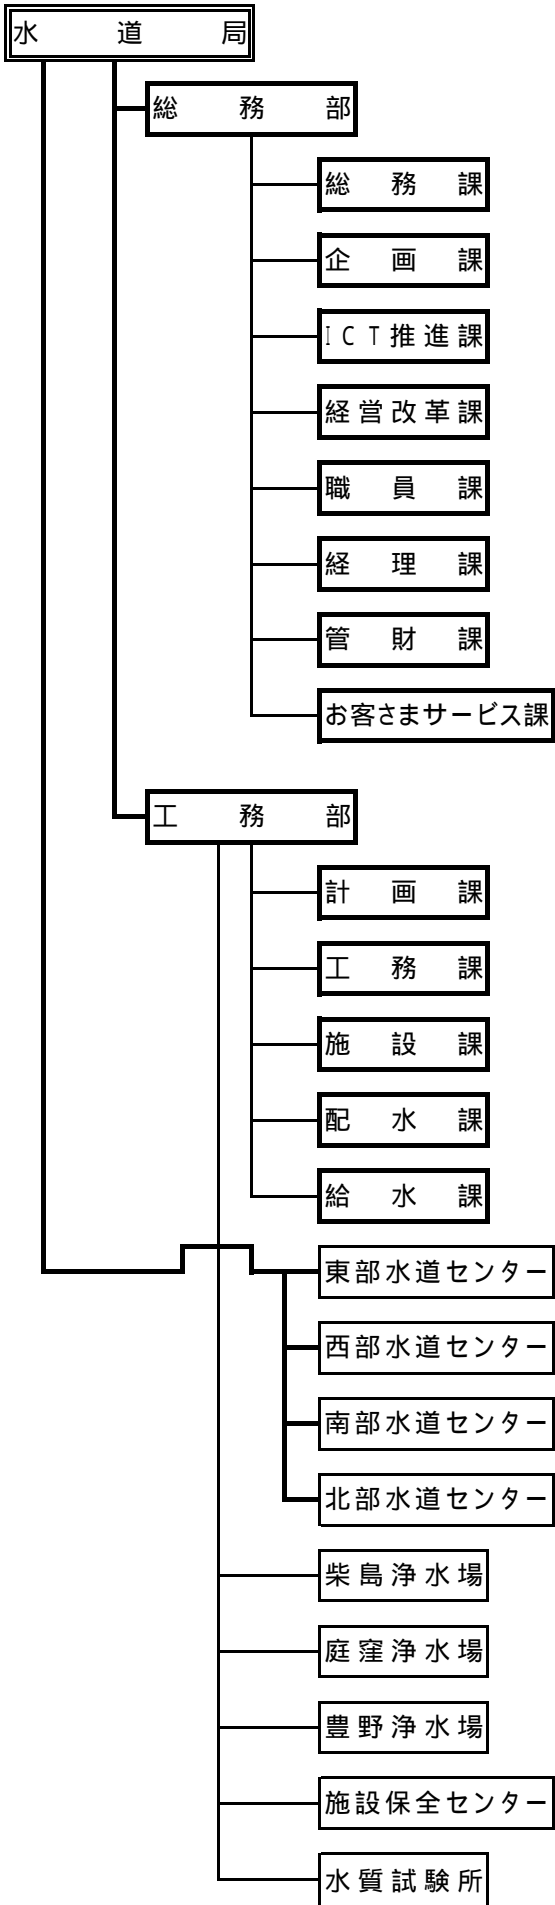 水道局
総務部
総務課
企画課
ICT推進課
経営改革課
職員課
経理課
管財課
お客さまサービス課
工務部
計画課
工務課
施設課
配水課
給水課
東部水道センター
西部水道センター
南部水道センター
北部水道センター
柴島浄水場
庭窪浄水場
豊野浄水場
施設保全センター
水質試験所